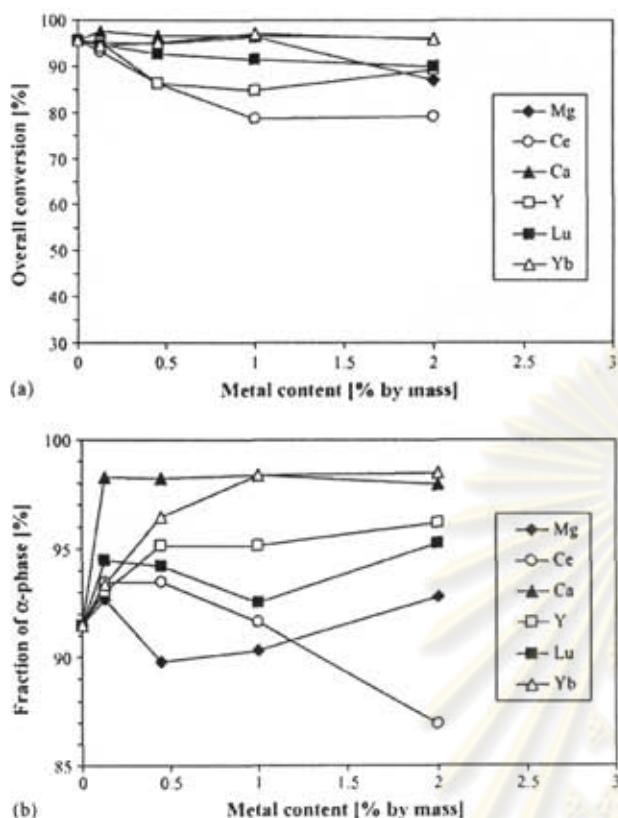 100
90
80
70
60
50
40
30
Overall conversion [%]
Mg
Ce
Ca
Y
Lu
Yb
0 0.5 1 1.5 2 2.5 3
(a) Metal content [% by mass]
100
95
90
85
Fraction of α-phase [%]
Mg
Ce
Ca
Y
Lu
Yb
0 0.5 1 1.5 2 2.5 3
(b) Metal content [% by mass]